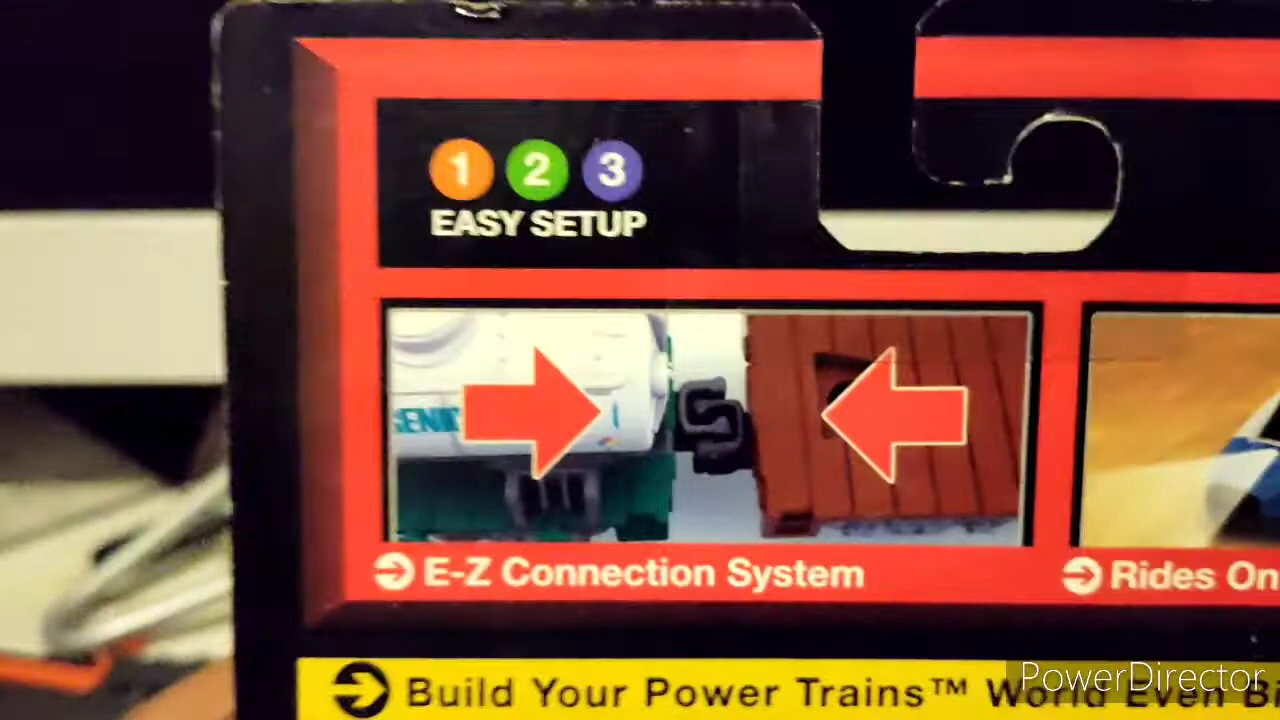 1 2 3
EASY SETUP
E-Z Connection System
Rides On
Build Your Power Trains™ World Even
PowerDirector